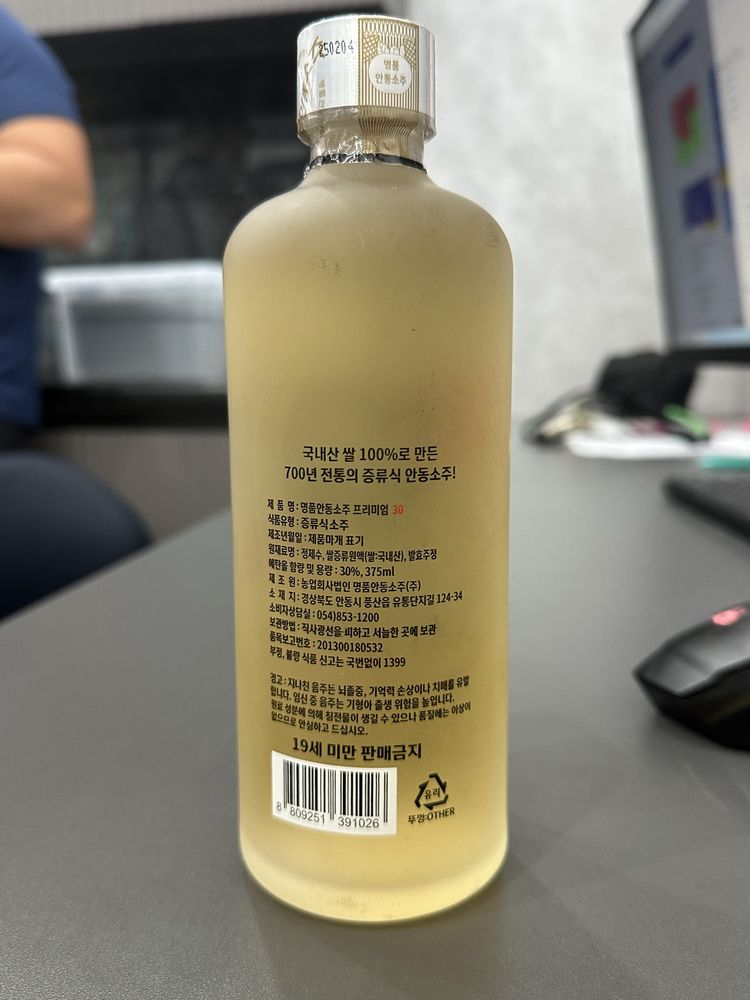 250204
명품
안동소주
국내산 쌀 100%로 만든
700년 전통의 증류식 안동소주!
제 품 명 : 명품안동소주 프리미엄 30
식품유형 : 증류식소주
제조년월일 : 제품마개 표기
원재료명 : 정제수, 쌀증류원액(쌀:국내산), 발효주정
에탄올 함량 및 용량 : 30%, 375ml
제 조 원 : 농업회사법인 명품안동소주(주)
소 재 지 : 경상북도 안동시 풍산읍 유통단지길 124-34
소비자상담실 : 054)853-1200
보관방법 : 직사광선을 피하고 서늘한 곳에 보관
품목보고번호 : 201300180532
부정, 불량 식품 신고는 국번없이 1399
경고 : 지나친 음주는 뇌졸중, 기억력 손상이나 치매를 유발
합니다. 임신 중 음주는 기형아 출생 위험을 높입니다.
원료 성분에 의해 침전물이 생길 수 있으나 품질에는 이상이
없으므로 안심하고 드십시오.
19세 미만 판매금지
8 809251 391026
유리
뚜껑:OTHER